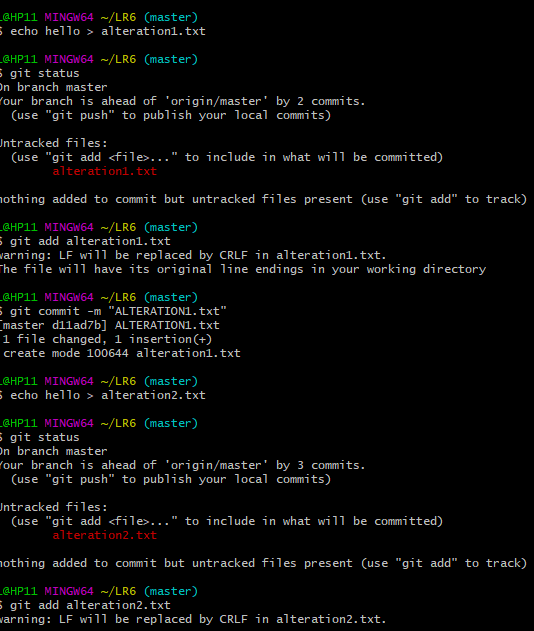 @HP11 MINGW64 ~/LR6 (master)
$ echo hello > alteration1.txt
@HP11 MINGW64 ~/LR6 (master)
$ git status
On branch master
Your branch is ahead of 'origin/master' by 2 commits.
(use "git push" to publish your local commits)
Untracked files:
(use "git add <file>..." to include in what will be committed)
alteration1.txt
nothing added to commit but untracked files present (use "git add" to track)
@HP11 MINGW64 ~/LR6 (master)
$ git add alteration1.txt
warning: LF will be replaced by CRLF in alteration1.txt.
The file will have its original line endings in your working directory
@HP11 MINGW64 ~/LR6 (master)
$ git commit -m "ALTERATION1.txt"
[master d11ad7b] ALTERATION1.txt
1 file changed, 1 insertion(+)
create mode 100644 alteration1.txt
@HP11 MINGW64 ~/LR6 (master)
$ echo hello > alteration2.txt
@HP11 MINGW64 ~/LR6 (master)
$ git status
On branch master
Your branch is ahead of 'origin/master' by 3 commits.
(use "git push" to publish your local commits)
Untracked files:
(use "git add <file>..." to include in what will be committed)
alteration2.txt
nothing added to commit but untracked files present (use "git add" to track)
@HP11 MINGW64 ~/LR6 (master)
$ git add alteration2.txt
warning: LF will be replaced by CRLF in alteration2.txt.